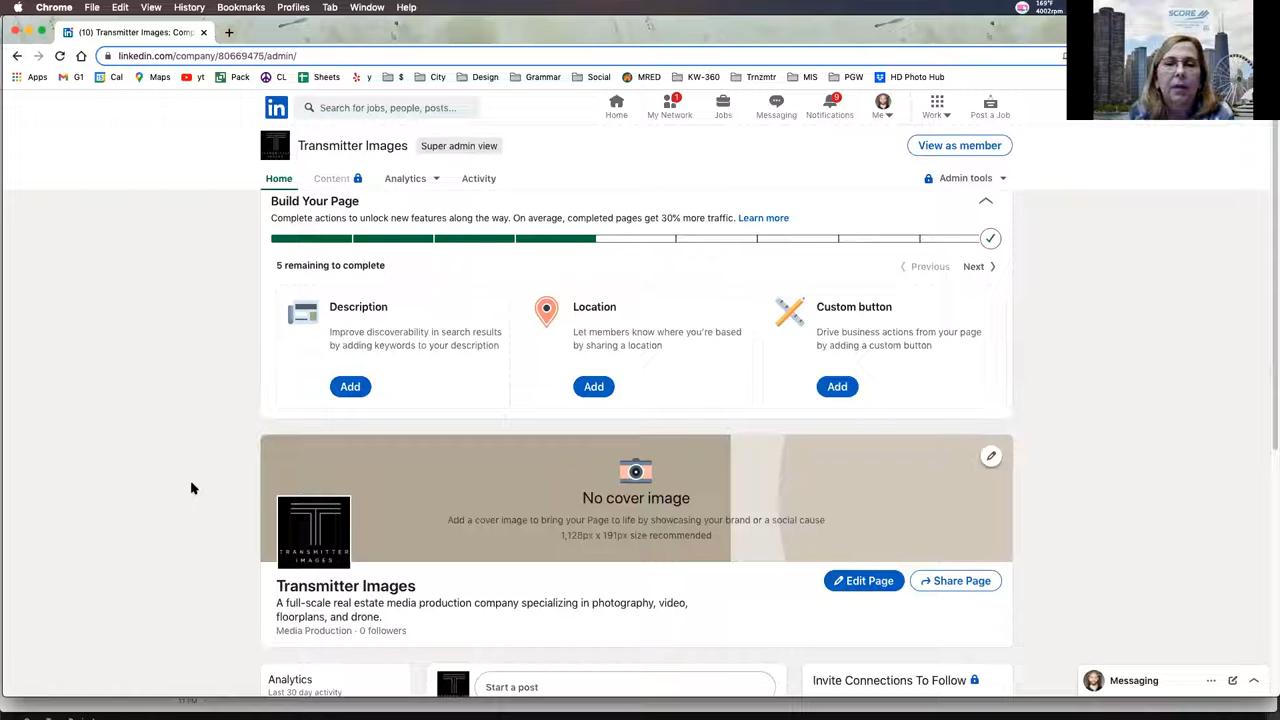 Chrome File Edit View History Bookmarks Profiles Tab Window Help
169°F
4002rpm
SCORE
(10) Transmitter Images: Comp
linkedin.com/company/80669475/admin/
Apps G1 Cal Maps yt Pack CL Sheets $ City Design Grammar Social MRED KW-360 Trnzmtr MIS PGW HD Photo Hub
in Search for jobs, people, posts...
1 9
Home My Network Jobs Messaging Notifications Me Work Post a Job
Transmitter Images Super admin view View as member
Home Content Analytics Activity Admin tools
Build Your Page
Complete actions to unlock new features along the way. On average, completed pages get 30% more traffic. Learn more
5 remaining to complete Previous Next
Description Location Custom button
Improve discoverability in search results Let members know where you're based Drive business actions from your page
by adding keywords to your description by sharing a location by adding a custom button
Add Add Add
No cover image
Add a cover image to bring your Page to life by showcasing your brand or a social cause
1,128px x 191px size recommended
TRANSMITTER
IMAGES
Transmitter Images Edit Page Share Page
A full-scale real estate media production company specializing in photography, video,
floorplans, and drone.
Media Production · 0 followers
Analytics Start a post Invite Connections To Follow
Last 30 day activity
Messaging